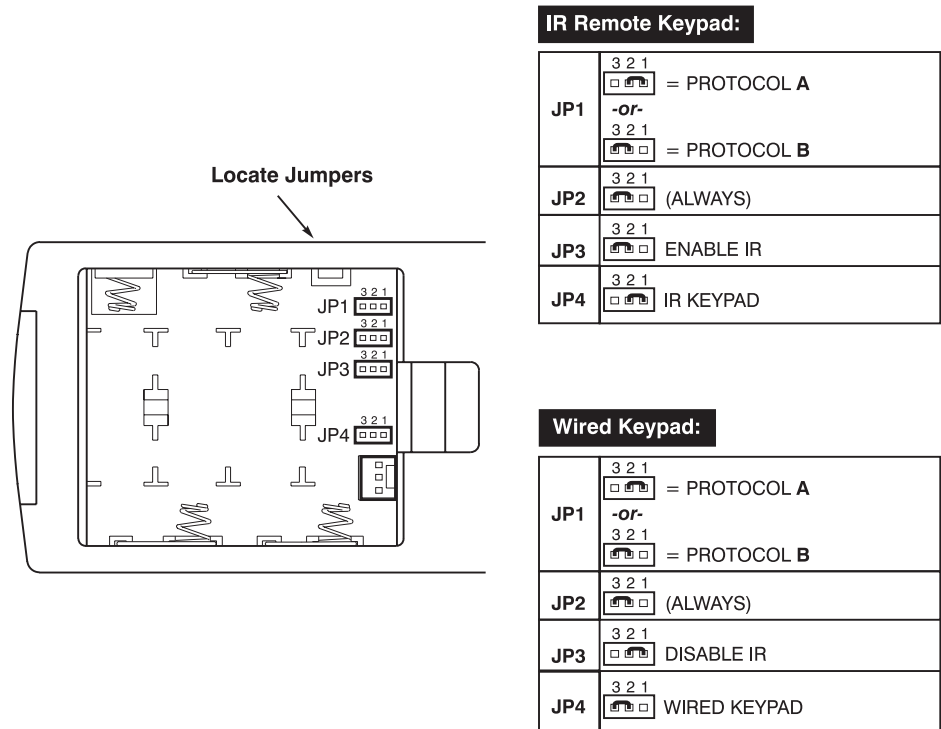 Locate Jumpers
3 2 1
JP1
3 2 1
JP2
3 2 1
JP3
3 2 1
JP4
IR Remote Keypad:
3 2 1
= PROTOCOL A
JP1 -or-
3 2 1
= PROTOCOL B
3 2 1
JP2 (ALWAYS)
3 2 1
JP3 ENABLE IR
3 2 1
JP4 IR KEYPAD
Wired Keypad:
3 2 1
= PROTOCOL A
JP1 -or-
3 2 1
= PROTOCOL B
3 2 1
JP2 (ALWAYS)
3 2 1
JP3 DISABLE IR
3 2 1
JP4 WIRED KEYPAD